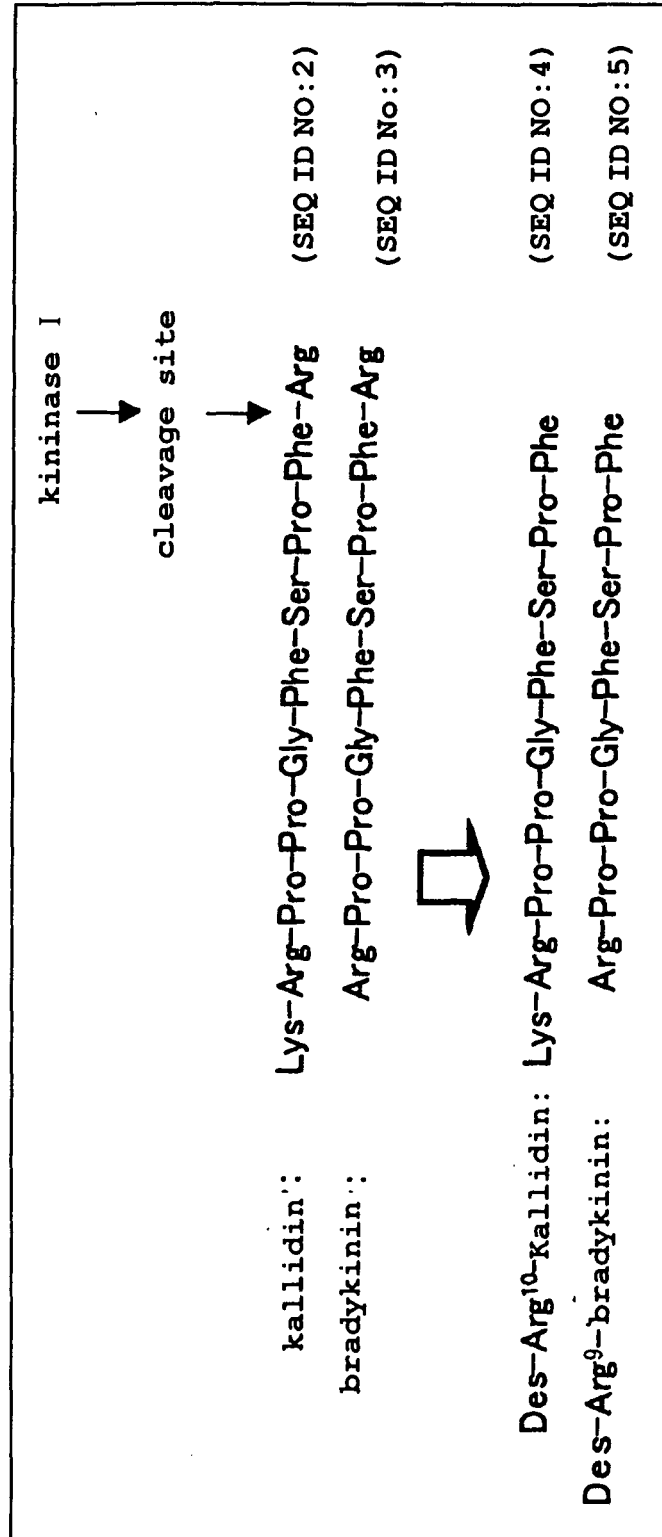 kininase I
cleavage site
kallidin: Lys-Arg-Pro-Pro-Gly-Phe-Ser-Pro-Phe-Arg (SEQ ID NO:2)
bradykinin: Arg-Pro-Pro-Gly-Phe-Ser-Pro-Phe-Arg (SEQ ID No:3)
Des-Arg¹⁰-Kallidin: Lys-Arg-Pro-Pro-Gly-Phe-Ser-Pro-Phe (SEQ ID NO:4)
Des-Arg⁹-bradykinin: Arg-Pro-Pro-Gly-Phe-Ser-Pro-Phe (SEQ ID NO:5)